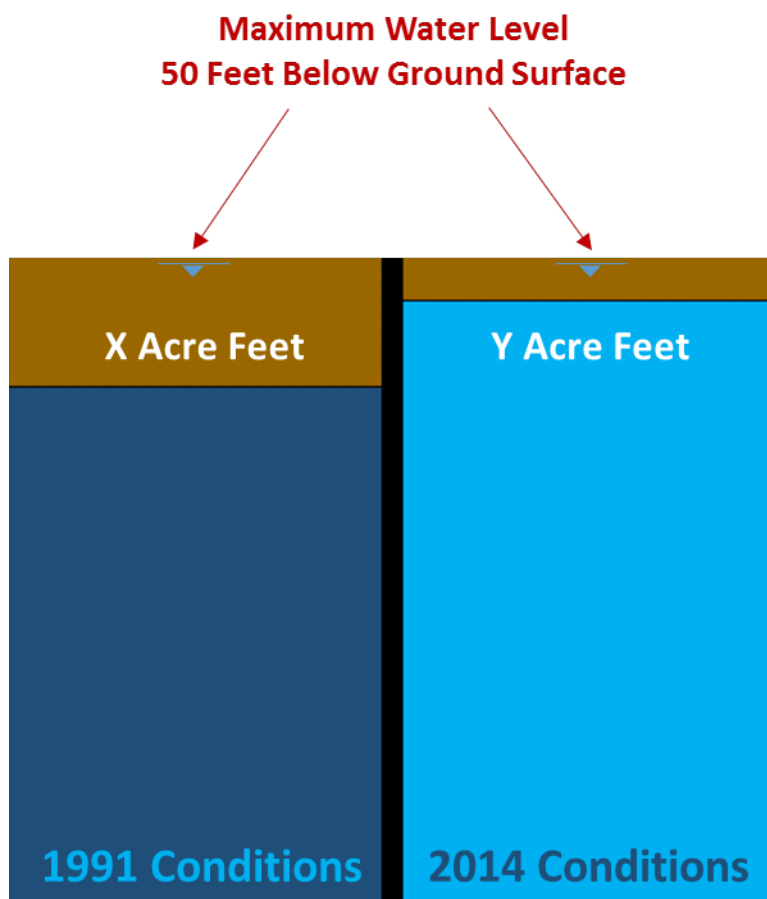 Maximum Water Level
50 Feet Below Ground Surface
X Acre Feet
Y Acre Feet
1991 Conditions
2014 Conditions